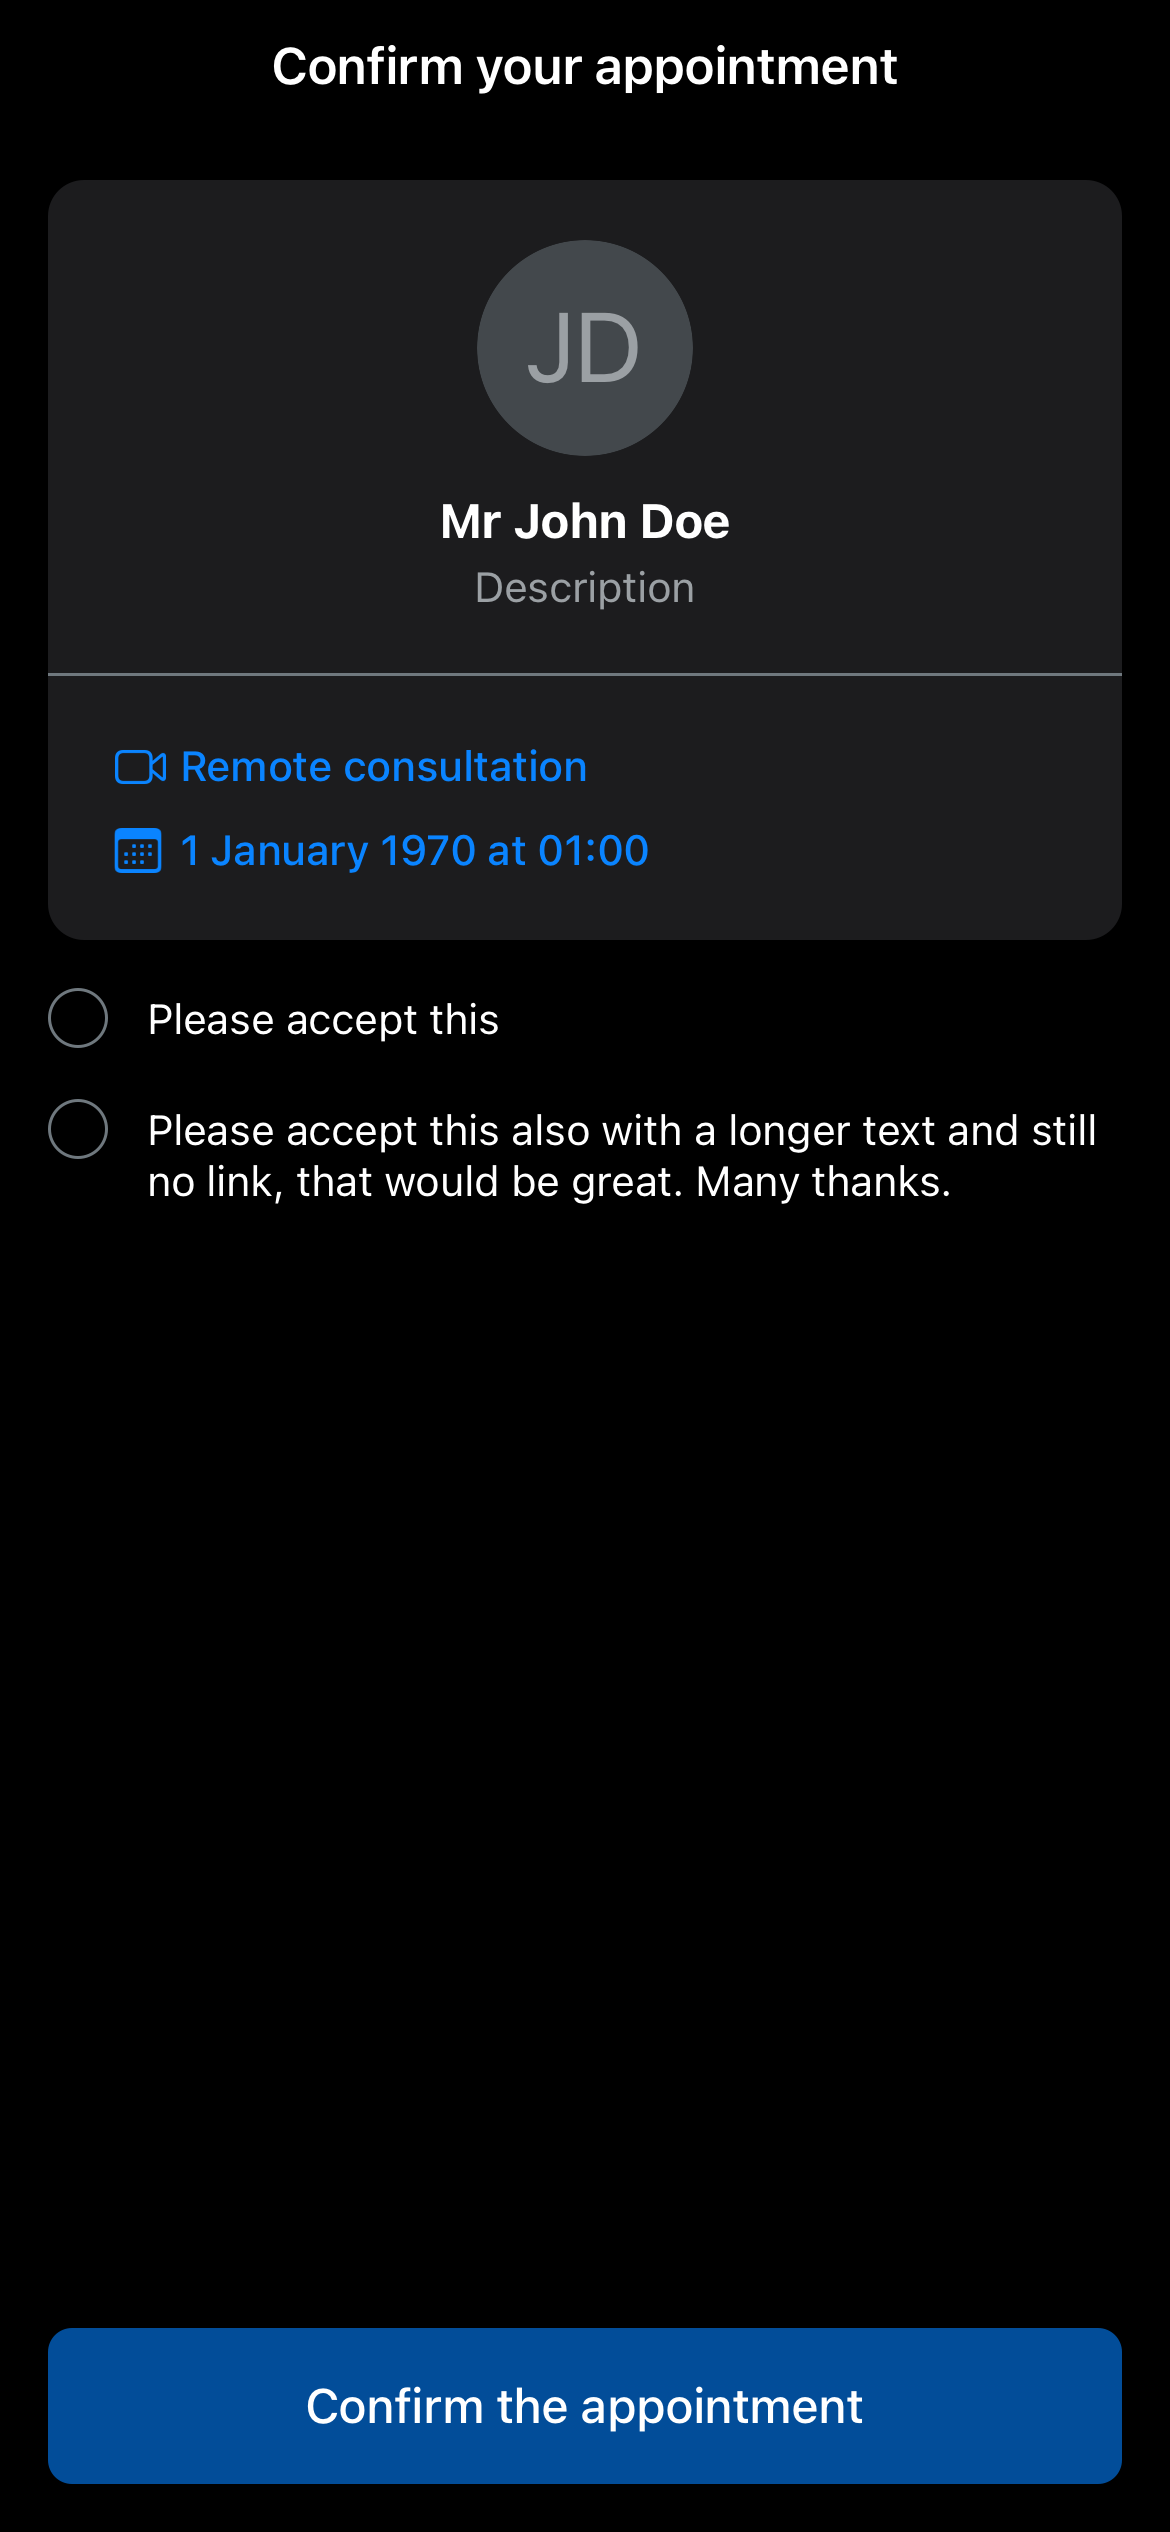 Confirm your appointment
JD
Mr John Doe
Description
Remote consultation
1 January 1970 at 01:00
Please accept this
Please accept this also with a longer text and still
no link, that would be great. Many thanks.
Confirm the appointment